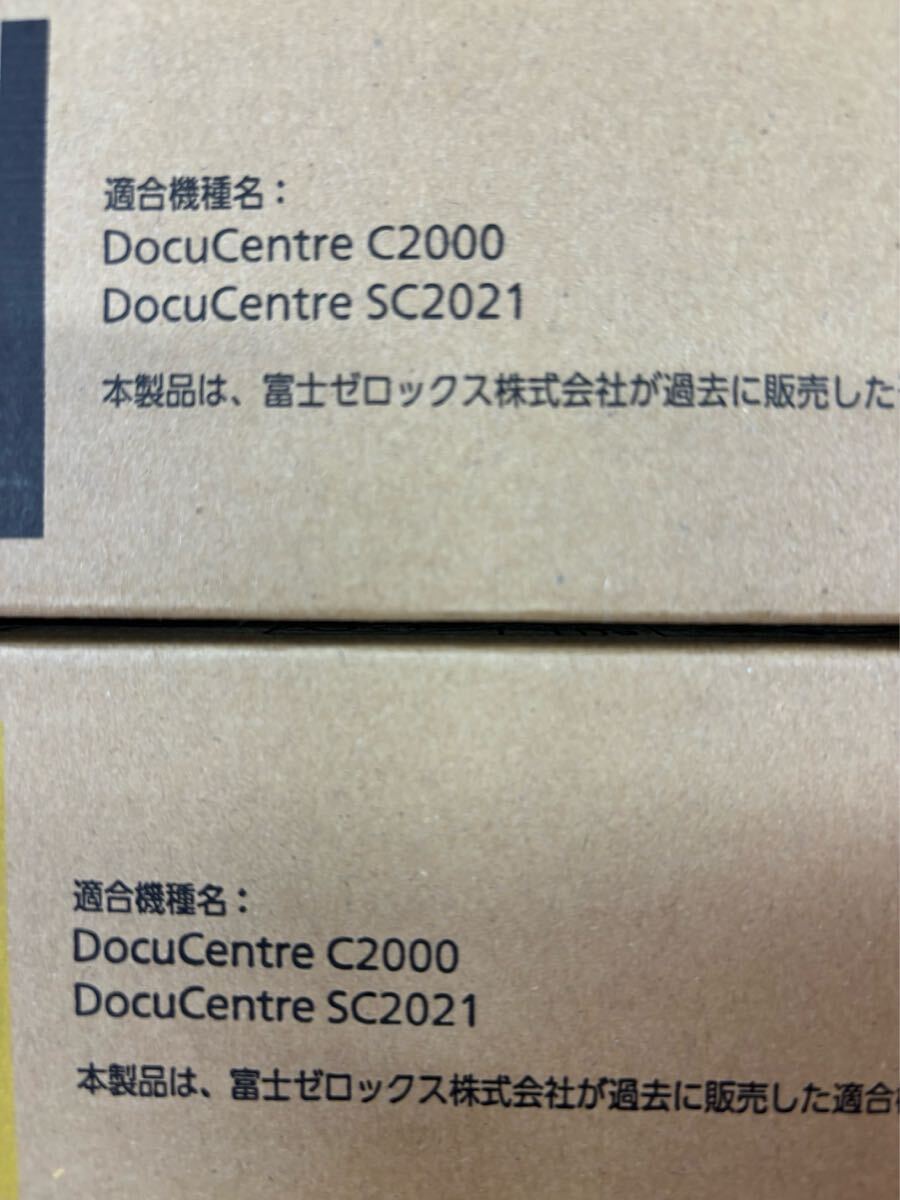 適合機種名：
DocuCentre C2000
DocuCentre SC2021
本製品は、富士ゼロックス株式会社が過去に販売した
適合機種名：
DocuCentre C2000
DocuCentre SC2021
本製品は、富士ゼロックス株式会社が過去に販売した適合